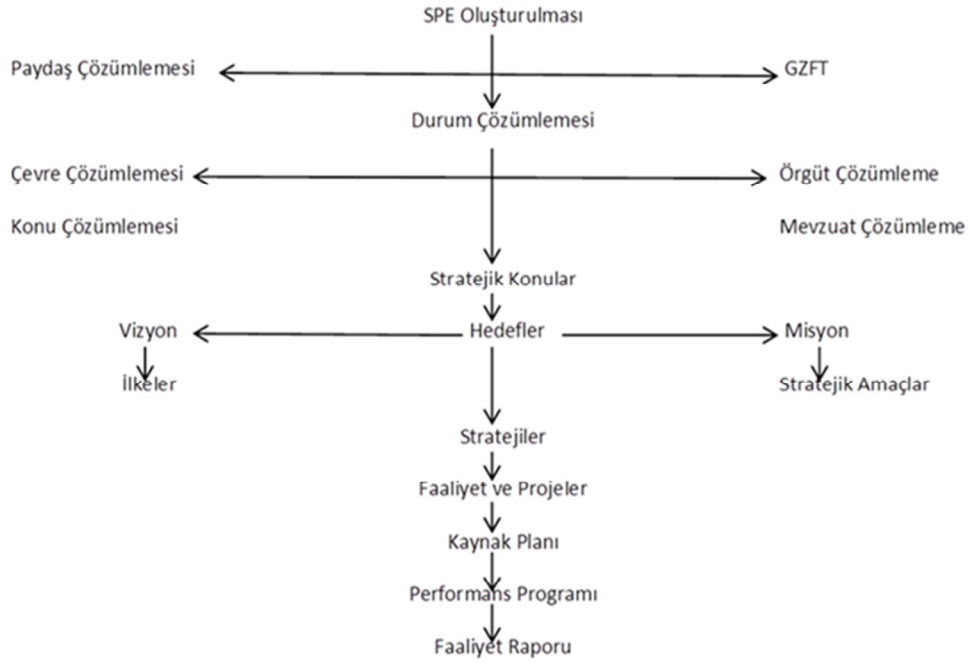 SPE Oluşturulması
Paydaş Çözümlemesi
GZFT
Durum Çözümlemesi
Çevre Çözümlemesi
Örgüt Çözümleme
Konu Çözümlemesi
Mevzuat Çözümleme
Stratejik Konular
Vizyon
Hedefler
Misyon
İlkeler
Stratejik Amaçlar
Stratejiler
Faaliyet ve Projeler
Kaynak Planı
Performans Programı
Faaliyet Raporu